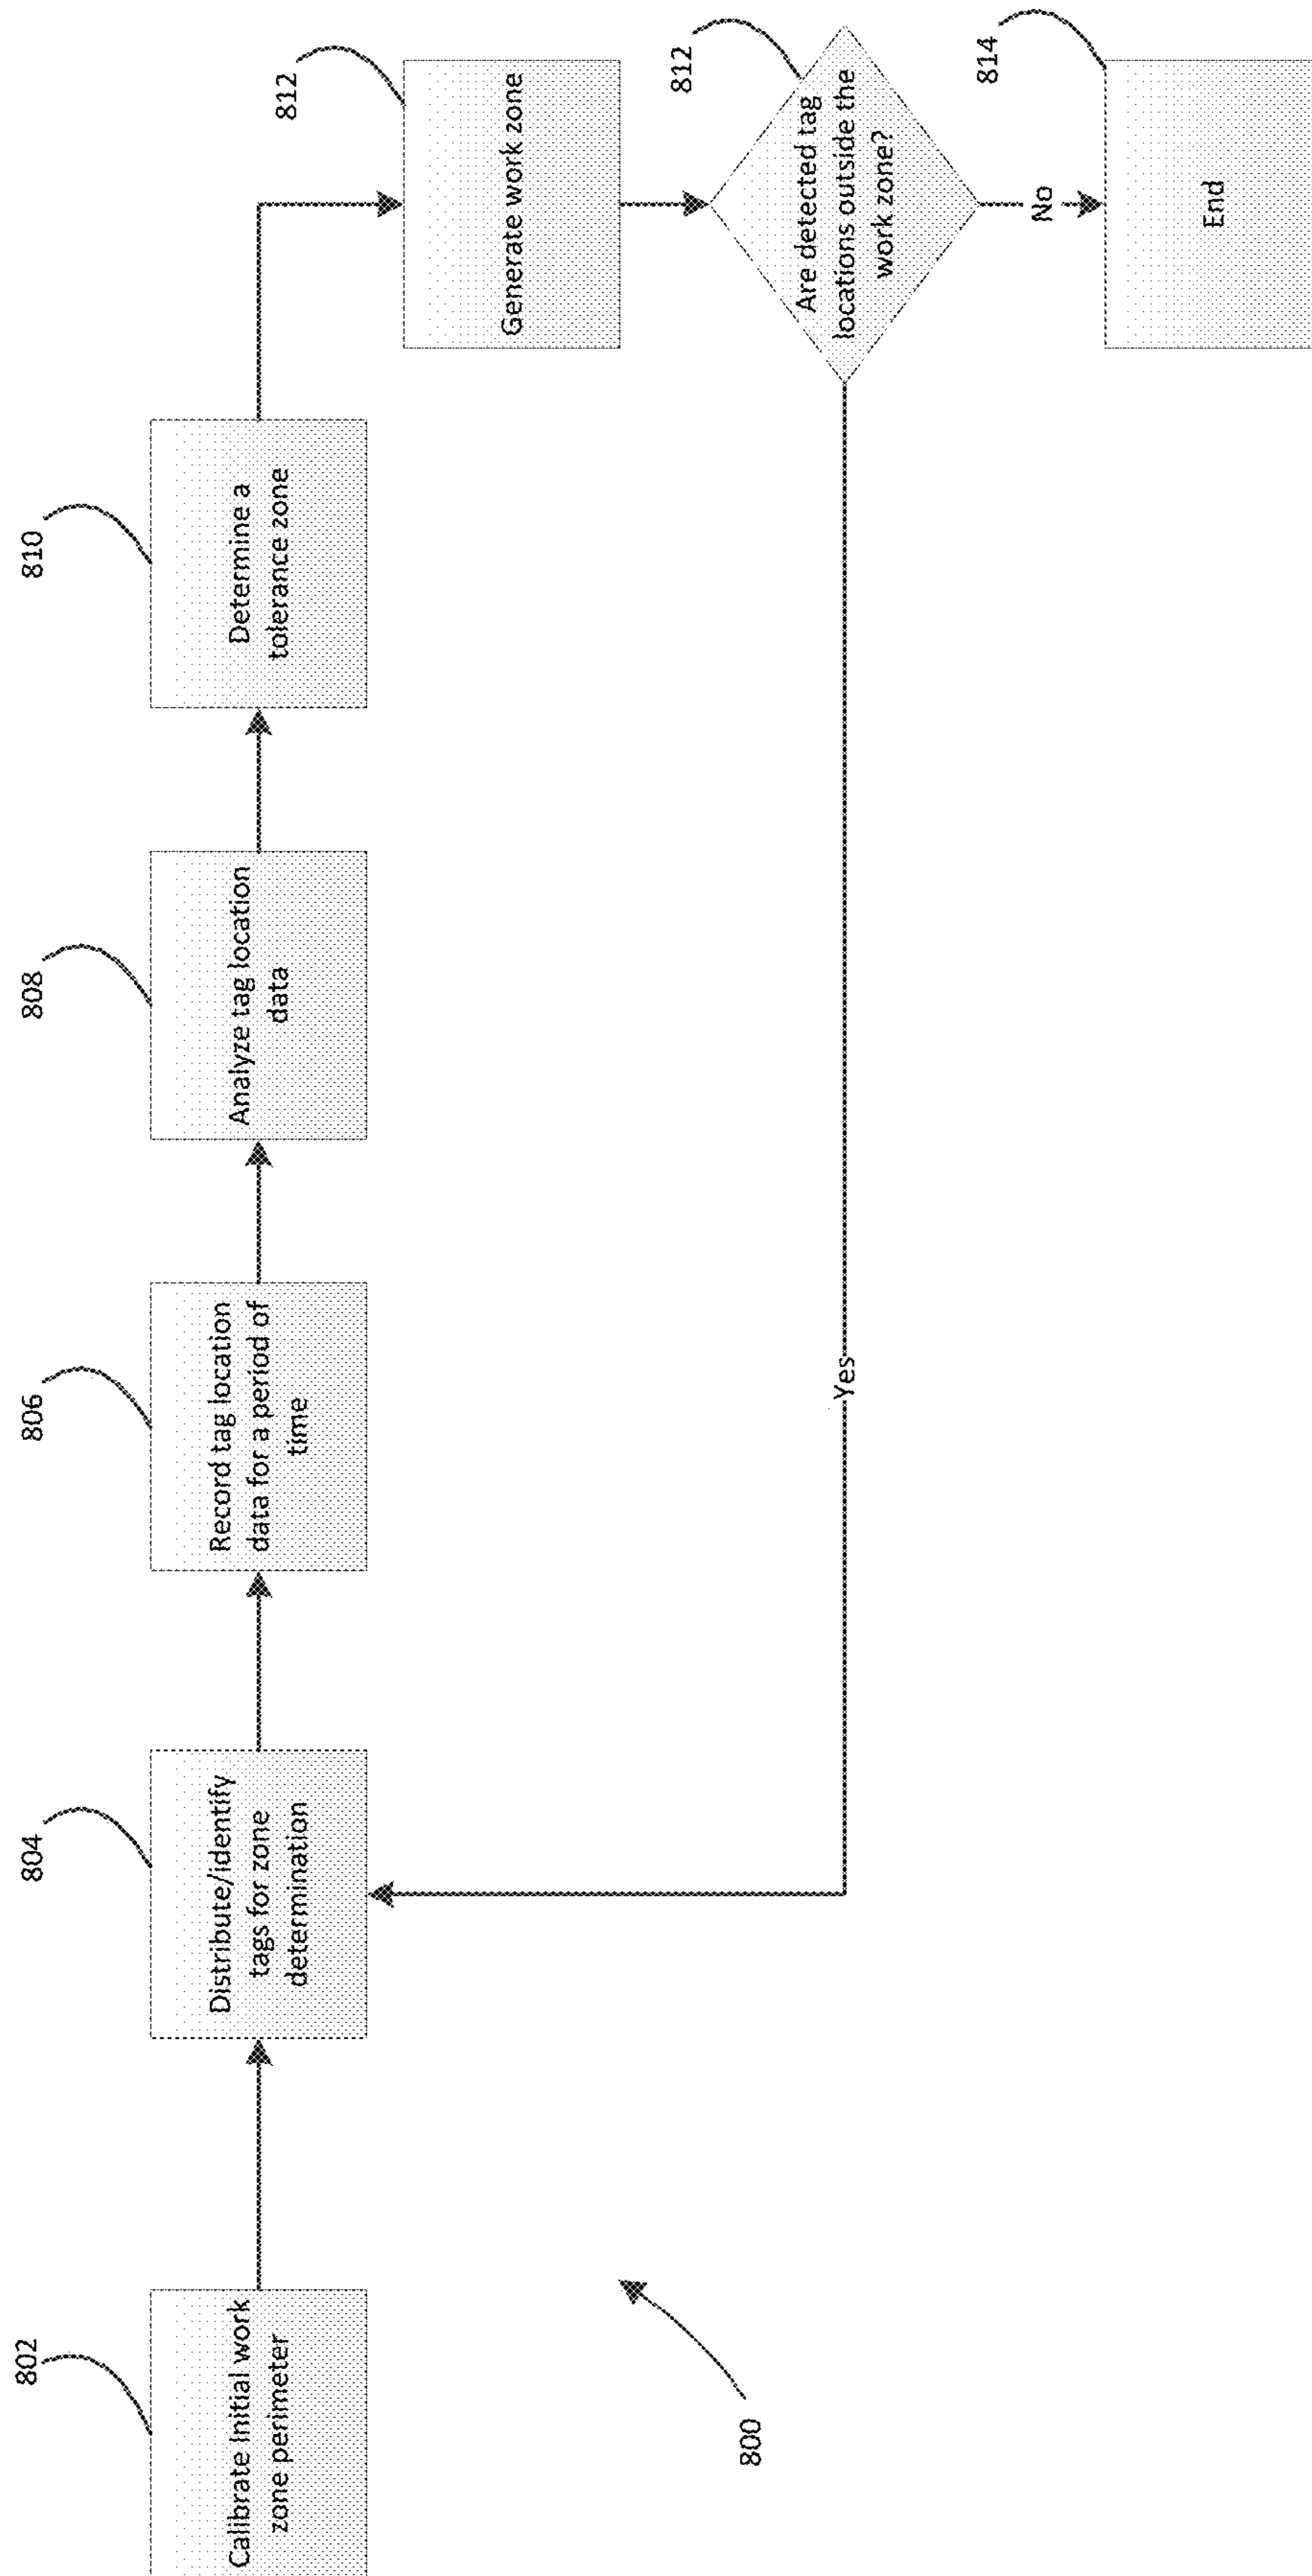 802
Calibrate Initial work
zone perimeter
804
Distribute/identify
tags for zone
determination
806
Record tag location
data for a period of
time
808
Analyze tag location
data
810
Determine a
tolerance zone
812
Generate work zone
812
Are detected tag
locations outside the
work zone?
Yes
No
814
End
800